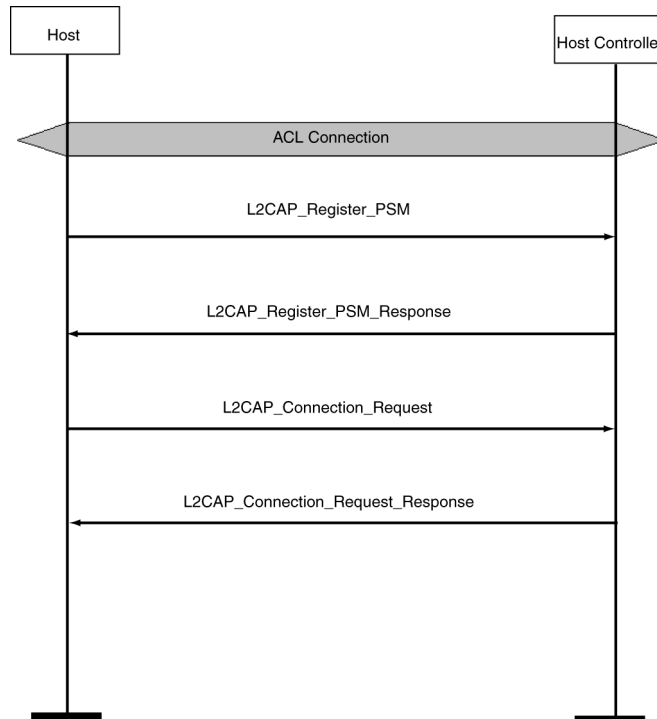 Host
Host Controlle
ACL Connection
L2CAP_Register_PSM
L2CAP_Register_PSM_Response
L2CAP_Connection_Request
L2CAP_Connection_Request_Response